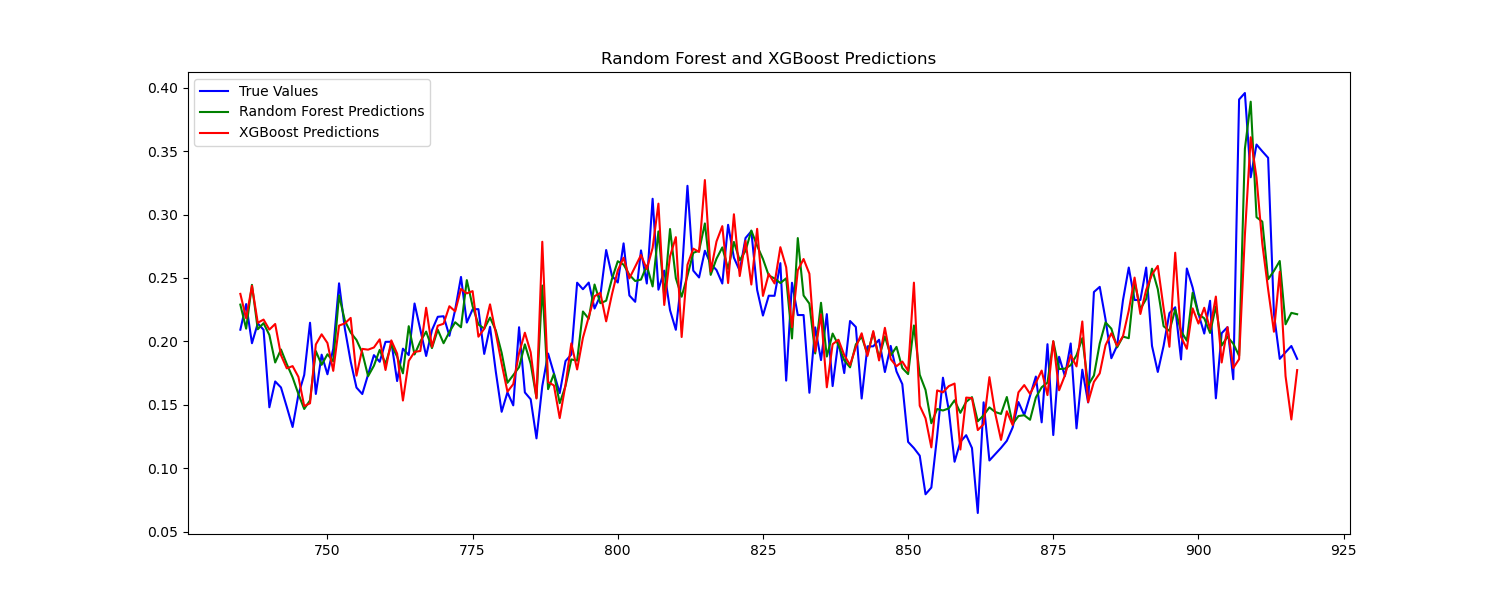 Random Forest and XGBoost Predictions
True Values
Random Forest Predictions
XGBoost Predictions
0.40
0.35
0.30
0.25
0.20
0.15
0.10
0.05
750 775 800 825 850 875 900 925